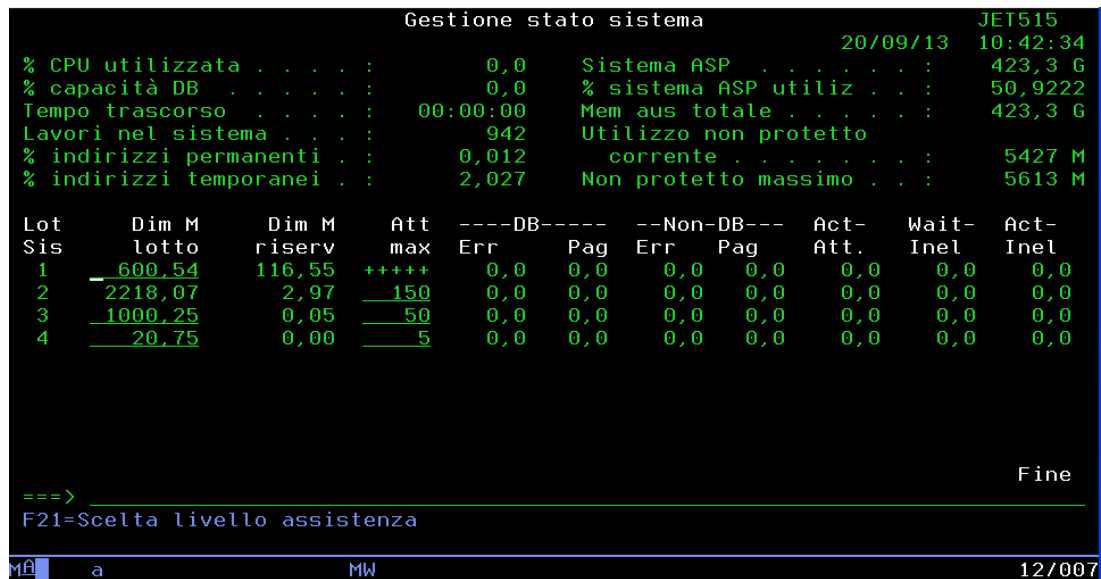 Gestione stato sistema JET515
20/09/13 10:42:34
% CPU utilizzata . . . . : 0,0 Sistema ASP . . . . . . : 423,3 G
% capacità DB . . . . . : 0,0 % sistema ASP utiliz . . : 50,9222
Tempo trascorso . . . . : 00:00:00 Mem aus totale . . . . . : 423,3 G
Lavori nel sistema . . . : 942 Utilizzo non protetto
% indirizzi permanenti . : 0,012 corrente . . . . . . . : 5427 M
% indirizzi temporanei . : 2,027 Non protetto massimo . . : 5613 M
Lot Dim M Dim M Att ----DB----- --Non-DB--- Act- Wait- Act-
Sis lotto riserv max Err Pag Err Pag Att. Inel Inel
1 600,54 116,55 +++++ 0,0 0,0 0,0 0,0 0,0 0,0 0,0
2 2218,07 2,97 150 0,0 0,0 0,0 0,0 0,0 0,0 0,0
3 1000,25 0,05 50 0,0 0,0 0,0 0,0 0,0 0,0 0,0
4 20,75 0,00 5 0,0 0,0 0,0 0,0 0,0 0,0 0,0
Fine
===>
F21=Scelta livello assistenza
MA a MW 12/007